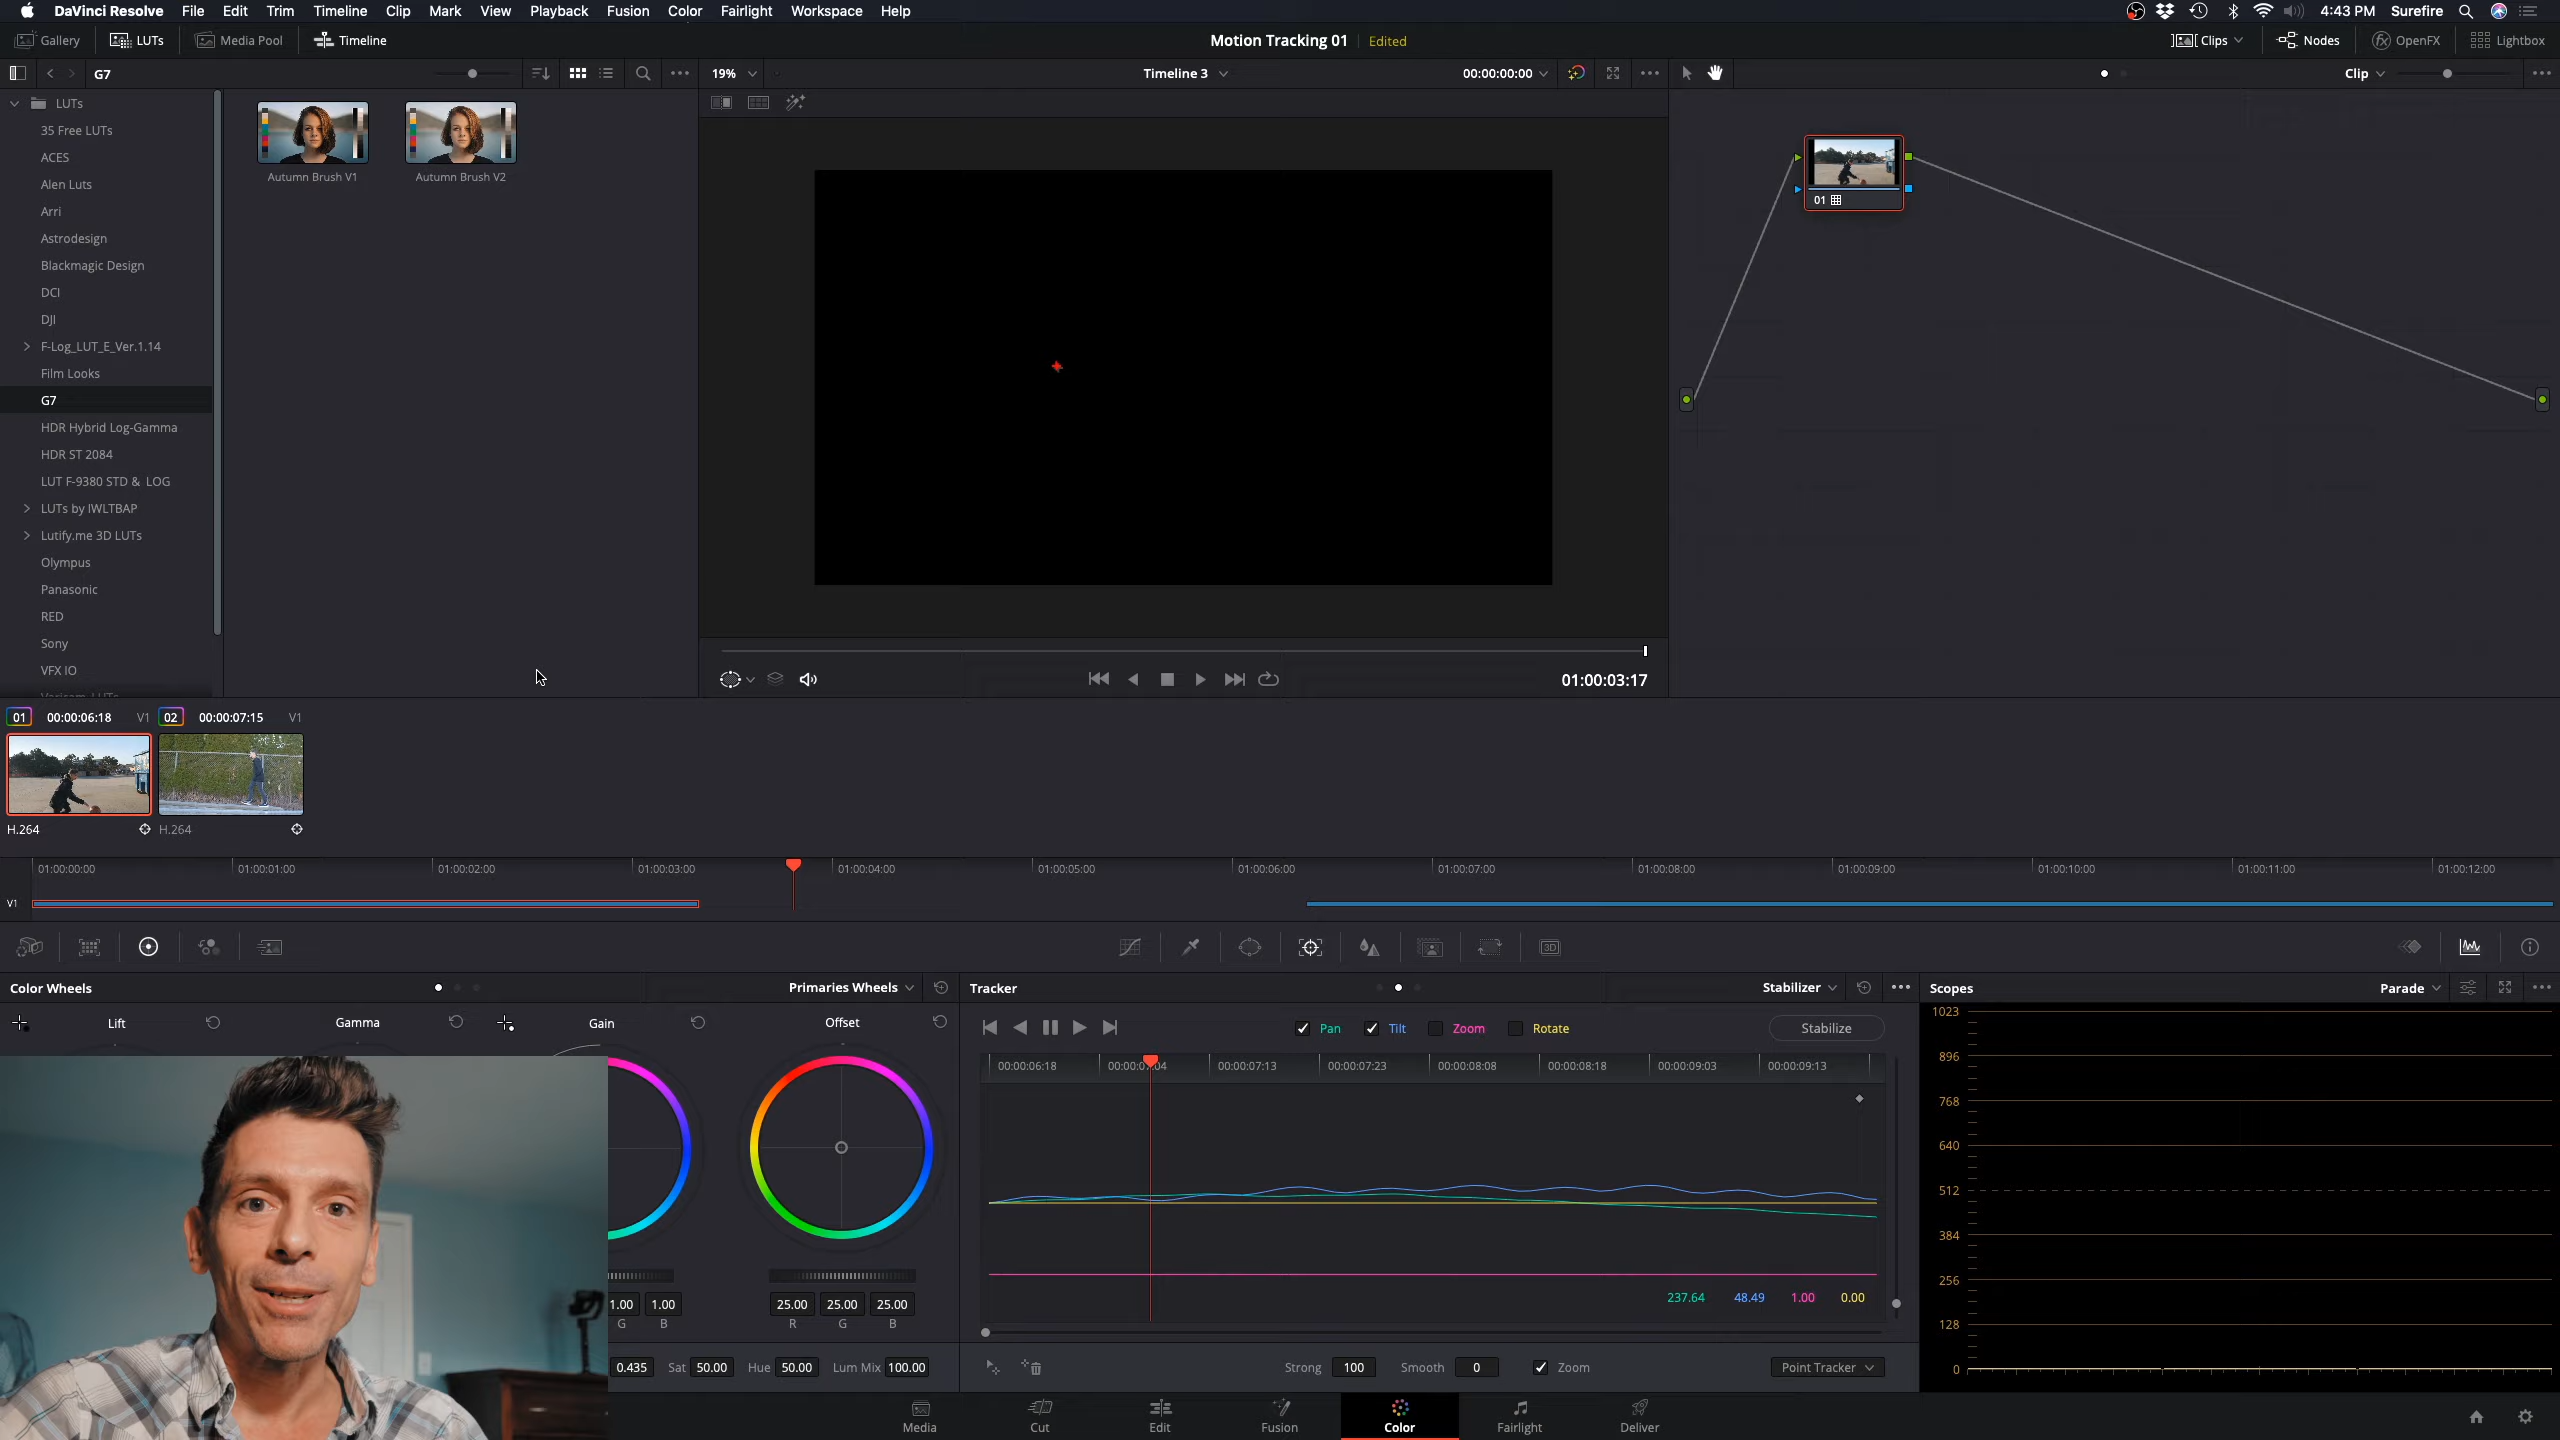 DaVinci Resolve File Edit Trim Timeline Clip Mark View Playback Fusion Color Fairlight Workspace Help 4:43 PM Surefire
Gallery LUTs Media Pool Timeline Motion Tracking 01 Edited Clips Nodes OpenFX Lightbox
G7 19% Timeline 3 00:00:00:00 Clip
LUTs
35 Free LUTs
ACES
Alen Luts
Arri
Astrodesign
Blackmagic Design
DCI
DJI
F-Log_LUT_E_Ver.1.14
Film Looks
G7
HDR Hybrid Log-Gamma
HDR ST 2084
LUT F-9380 STD & LOG
LUTs by IWLTBAP
Lutify.me 3D LUTs
Olympus
Panasonic
RED
Sony
VFX IO
Autumn Brush V1 Autumn Brush V2
01
01:00:03:17
01 00:00:06:18 V1 02 00:00:07:15 V1
H.264 H.264
01:00:00:00 01:00:01:00 01:00:02:00 01:00:03:00 01:00:04:00 01:00:05:00 01:00:06:00 01:00:07:00 01:00:08:00 01:00:09:00 01:00:10:00 01:00:11:00 01:00:12:00
V1
3D
Color Wheels Primaries Wheels
Lift Gamma Gain Offset
1.00 1.00 25.00 25.00 25.00
G B R G B
0.435 Sat 50.00 Hue 50.00 Lum Mix 100.00
Tracker Stabilizer
Pan Tilt Zoom Rotate Stabilize
00:00:06:18 00:00:07:04 00:00:07:13 00:00:07:23 00:00:08:08 00:00:08:18 00:00:09:03 00:00:09:13
237.64 48.49 1.00 0.00
Strong 100 Smooth 0 Zoom Point Tracker
Scopes Parade
1023
896
768
640
512
384
256
128
0
Media Cut Edit Fusion Color Fairlight Deliver